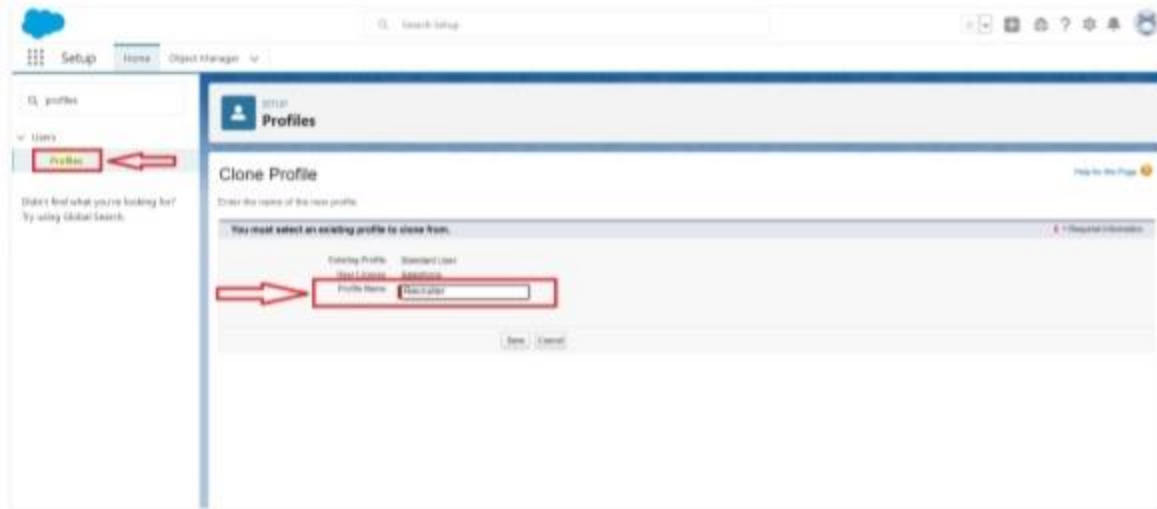 Search Setup
Setup Home Object Manager
profiles
Users
Profiles
Didn't find what you're looking for?
Try using Global Search.
SETUP
Profiles
Clone Profile
Help for this Page
Enter the name of the new profile.
You must select an existing profile to clone from.
= Required Information
Existing Profile Standard User
User License Salesforce
Profile Name Recruiter
Save Cancel